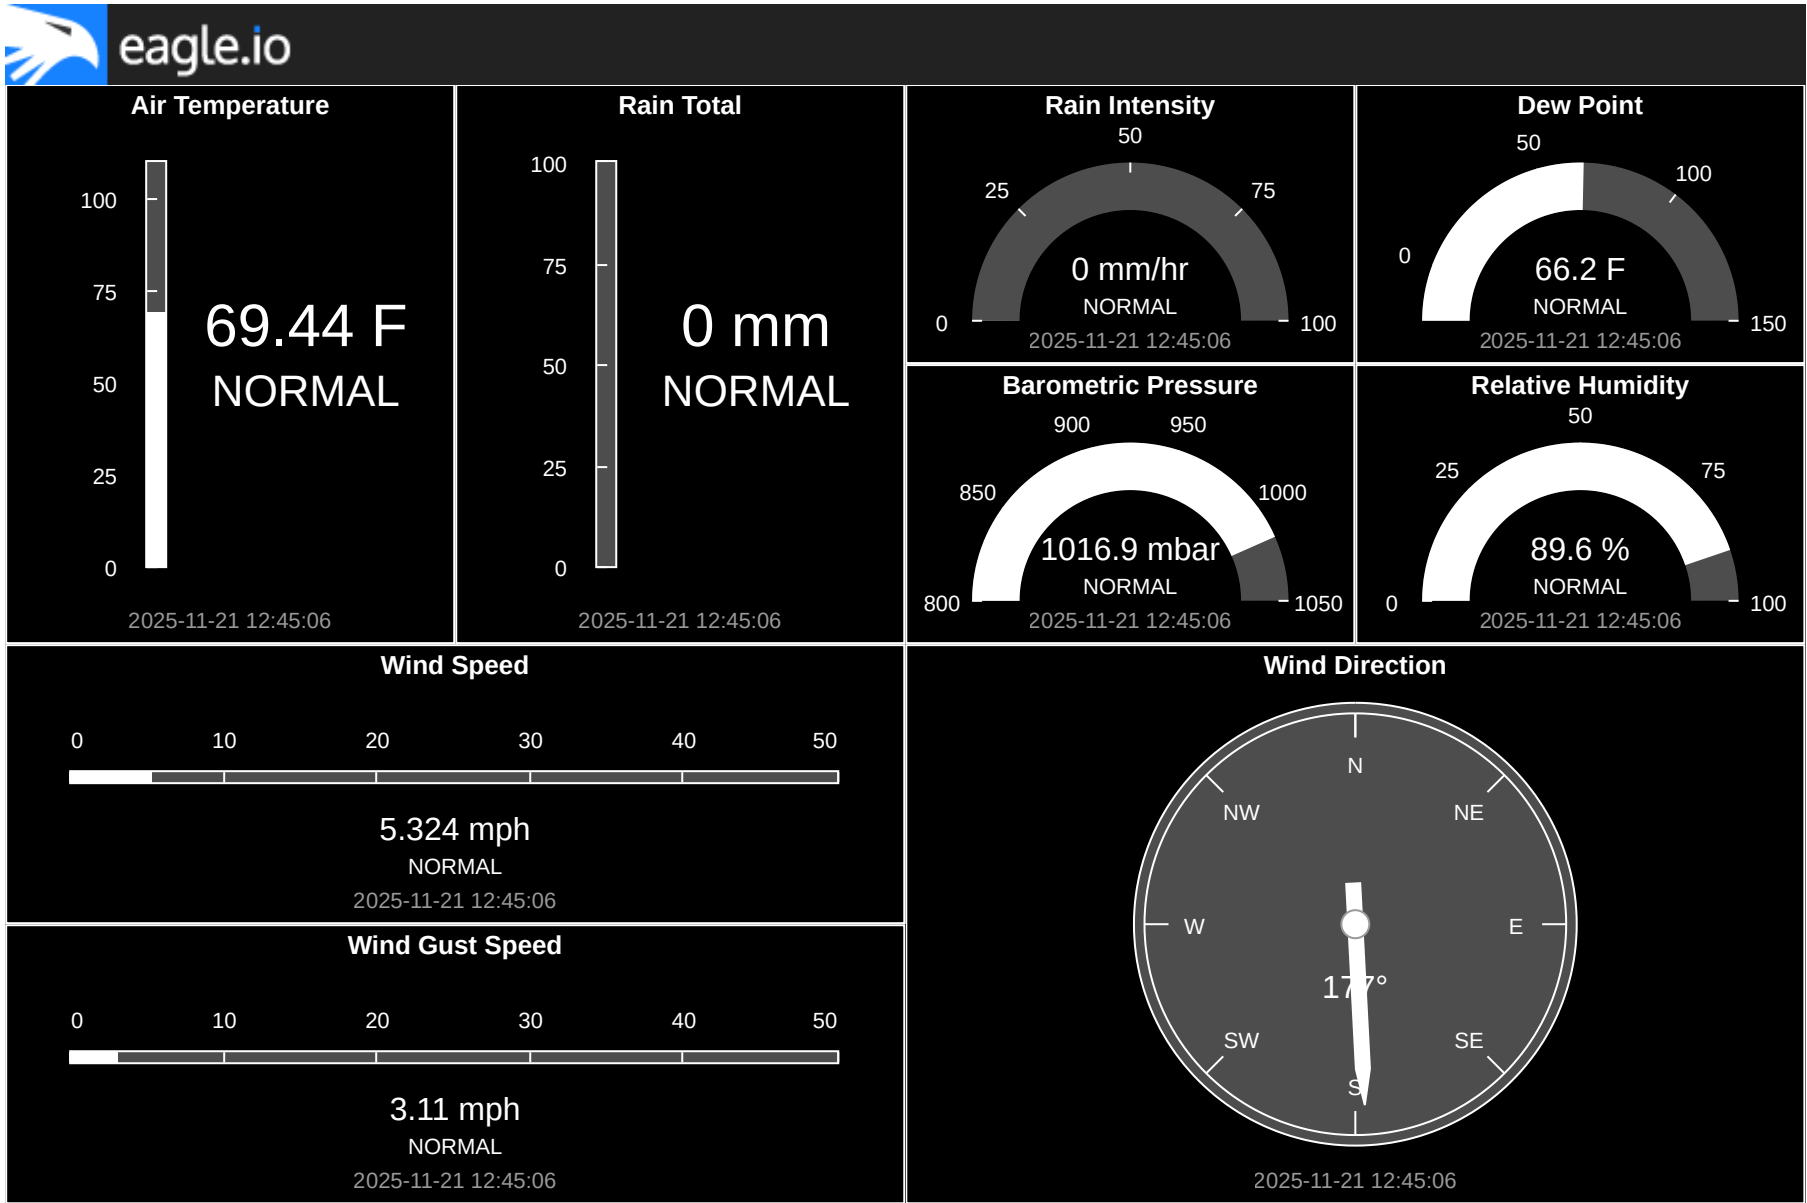 eagle.io
Air Temperature
100
75
50
25
0
69.44 F
NORMAL
2025-11-21 12:45:06
Rain Total
100
75
50
25
0
0 mm
NORMAL
2025-11-21 12:45:06
Rain Intensity
50
25
75
0
100
0 mm/hr
NORMAL
2025-11-21 12:45:06
Dew Point
50
100
0
150
66.2 F
NORMAL
2025-11-21 12:45:06
Barometric Pressure
900
950
850
1000
800
1050
1016.9 mbar
NORMAL
2025-11-21 12:45:06
Relative Humidity
50
25
75
0
100
89.6 %
NORMAL
2025-11-21 12:45:06
Wind Speed
0 10 20 30 40 50
5.324 mph
NORMAL
2025-11-21 12:45:06
Wind Gust Speed
0 10 20 30 40 50
3.11 mph
NORMAL
2025-11-21 12:45:06
Wind Direction
N
NW NE
W E
177°
SW SE
S
2025-11-21 12:45:06